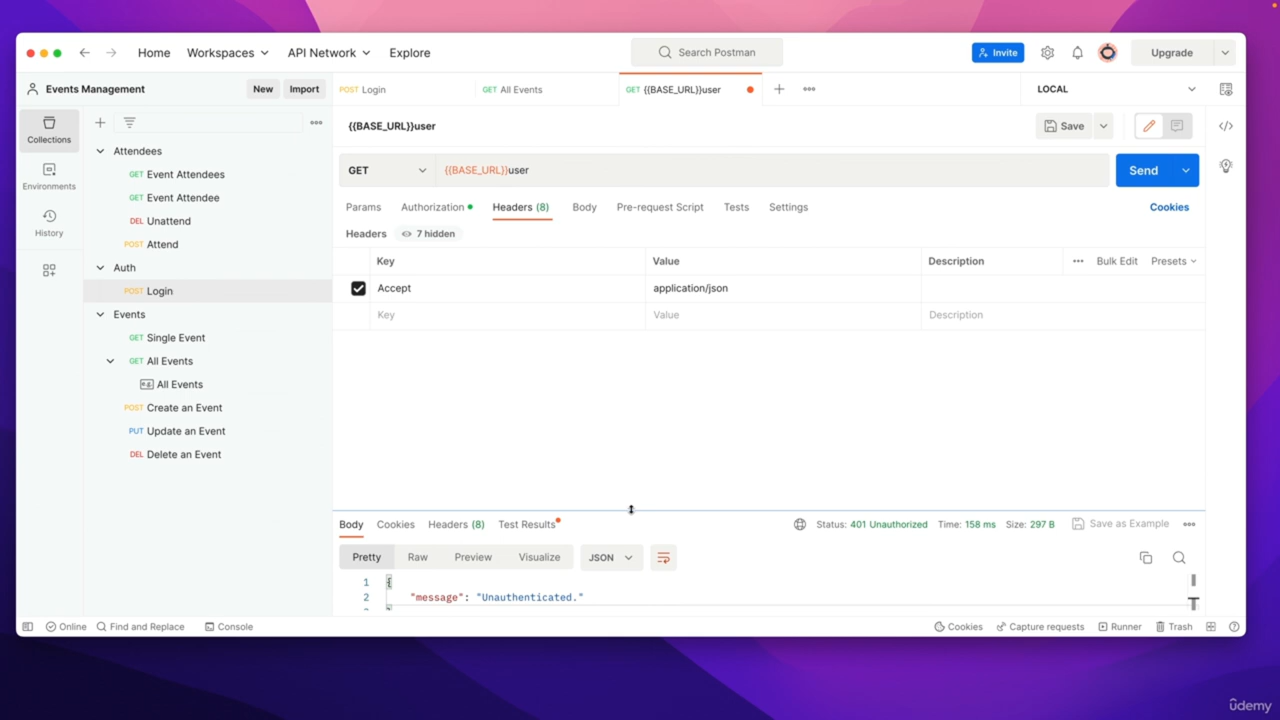 Home Workspaces API Network Explore Search Postman Invite Upgrade
Events Management New Import POST Login GET All Events GET {{BASE_URL}}user LOCAL
Collections
Environments
History
Attendees
GET Event Attendees
GET Event Attendee
DEL Unattend
POST Attend
Auth
POST Login
Events
GET Single Event
GET All Events
All Events
POST Create an Event
PUT Update an Event
DEL Delete an Event
{{BASE_URL}}user Save
GET {{BASE_URL}}user Send
Params Authorization Headers (8) Body Pre-request Script Tests Settings Cookies
Headers 7 hidden
Key Value Description Bulk Edit Presets
Accept application/json
Key Value Description
Body Cookies Headers (8) Test Results Status: 401 Unauthorized Time: 158 ms Size: 297 B Save as Example
Pretty Raw Preview Visualize JSON
1 {
2 "message": "Unauthenticated."
Online Find and Replace Console Cookies Capture requests Runner Trash
udemy